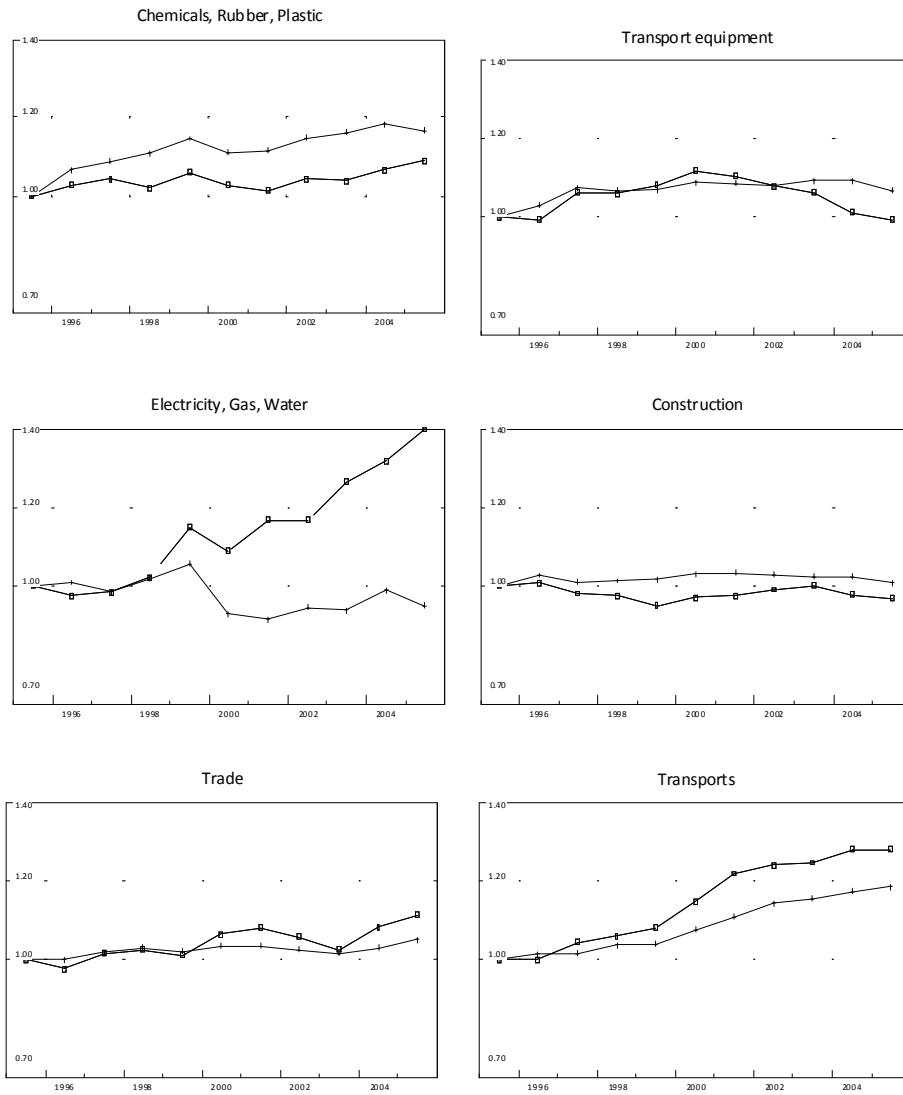 Chemicals, Rubber, Plastic
1.40
1.20
1.00
0.70
1996 1998 2000 2002 2004
Transport equipment
1.40
1.20
1.00
0.70
1996 1998 2000 2002 2004
Electricity, Gas, Water
1.40
1.20
1.00
0.70
1996 1998 2000 2002 2004
Construction
1.40
1.20
1.00
0.70
1996 1998 2000 2002 2004
Trade
1.40
1.20
1.00
0.70
1996 1998 2000 2002 2004
Transports
1.40
1.20
1.00
0.70
1996 1998 2000 2002 2004